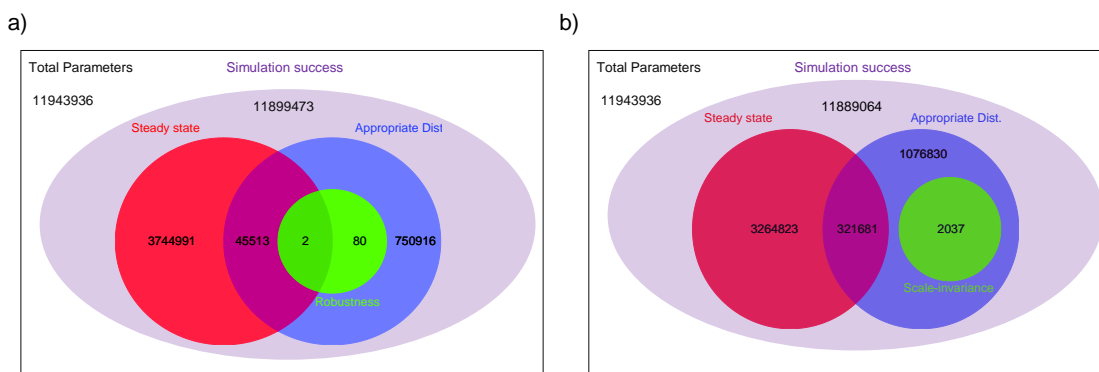 a)
Total Parameters
Simulation success
11943936
11899473
Steady state
Appropriate Dist
3744991
45513
2
80
750916
Robustness
b)
Total Parameters
Simulation success
11943936
11889064
Steady state
Appropriate Dist.
1076830
3264823
321681
2037
Scale-invariance